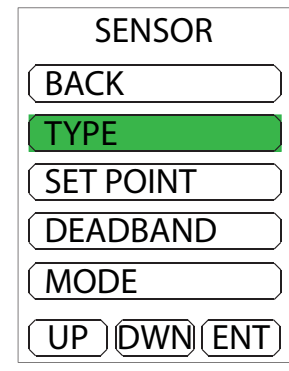 SENSOR
BACK
TYPE
SET POINT
DEADBAND
MODE
UP DWN ENT